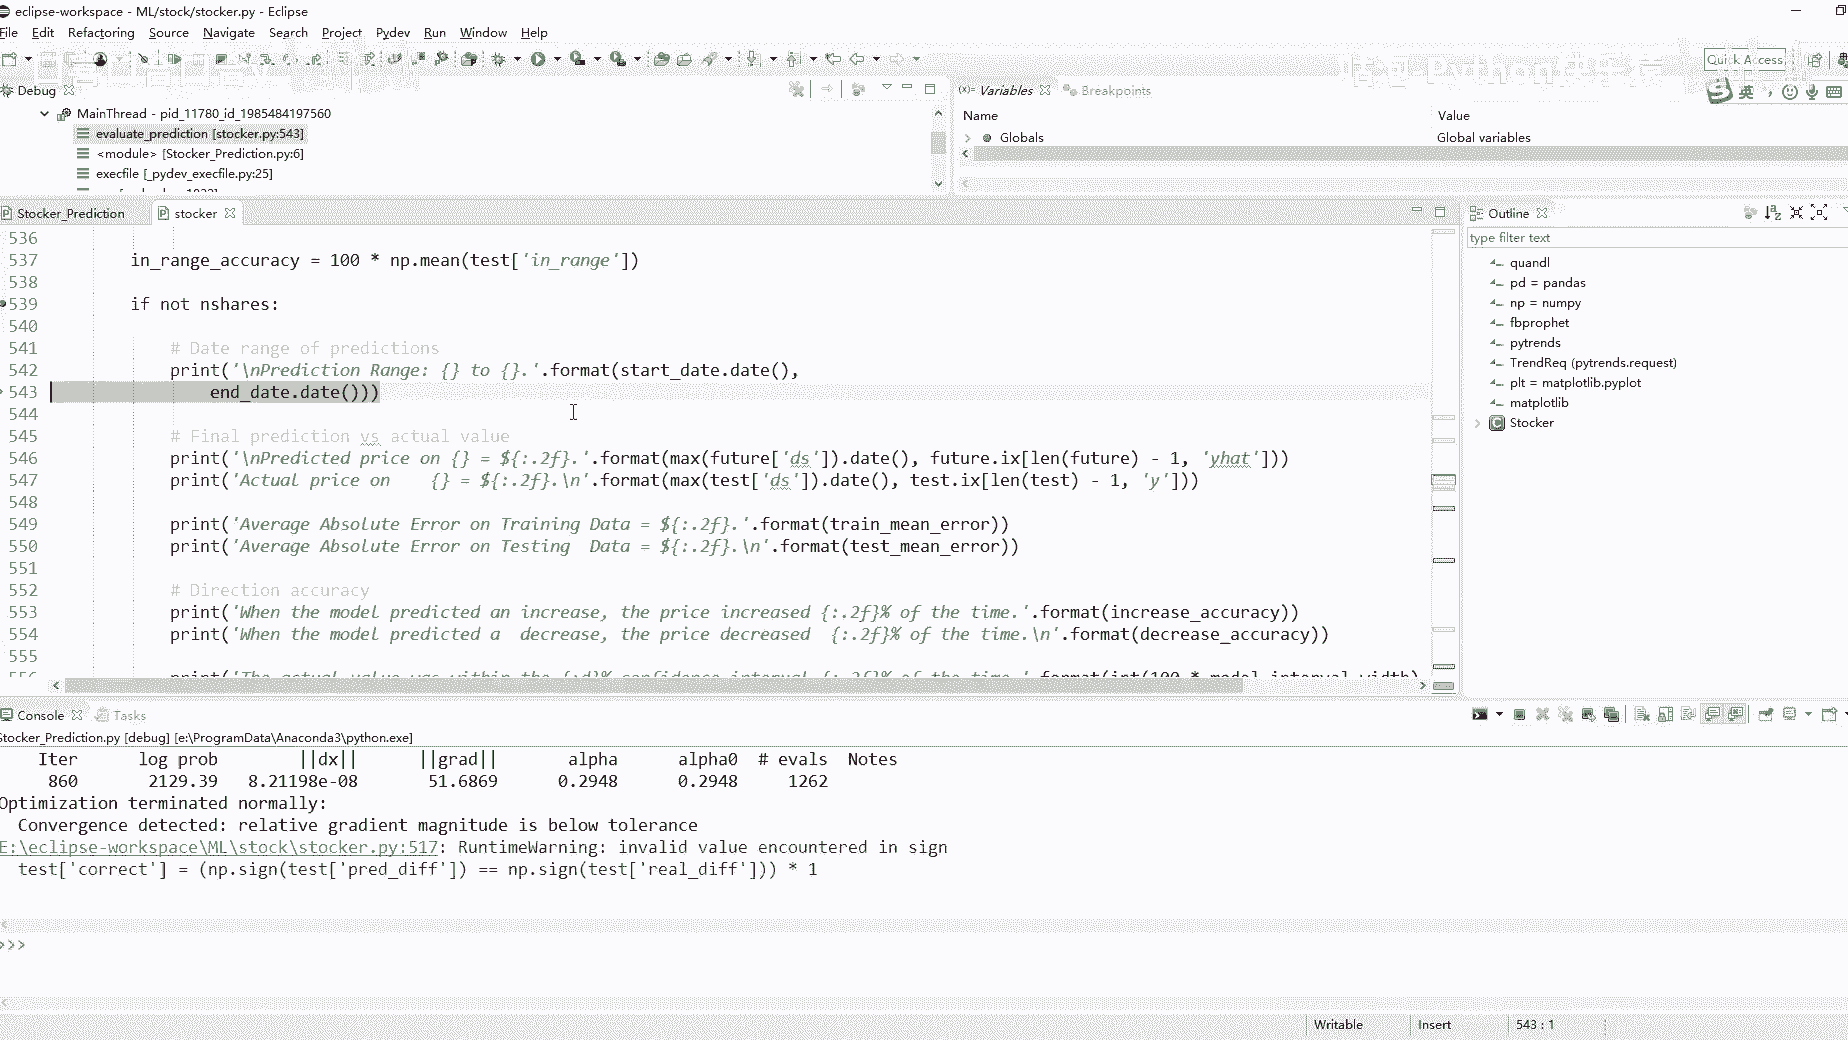 eclipse-workspace - ML/stock/stocker.py - Eclipse
File Edit Refactoring Source Navigate Search Project Pydev Run Window Help
Quick Access
英
Debug
Variables Breakpoints
MainThread - pid_11780_id_1985484197560
Name Value
evaluate_prediction [stocker.py:543]
Globals Global variables
<module> [Stocker_Prediction.py:6]
execfile [_pydev_execfile.py:25]
Stocker_Prediction stocker
Outline
type filter text
536
537 in_range_accuracy = 100 * np.mean(test['in_range'])
538
539 if not nshares:
540
541 # Date range of predictions
542 print('\nPrediction Range: {} to {}.'.format(start_date.date(),
543 end_date.date()))
544
545 # Final prediction vs actual value
546 print('\nPredicted price on {} = ${:.2f}.'.format(max(future['ds']).date(), future.ix[len(future) - 1, 'yhat']))
547 print('Actual price on    {} = ${:.2f}.\n'.format(max(test['ds']).date(), test.ix[len(test) - 1, 'y']))
548
549 print('Average Absolute Error on Training Data = ${:.2f}.'.format(train_mean_error))
550 print('Average Absolute Error on Testing  Data = ${:.2f}.\n'.format(test_mean_error))
551
552 # Direction accuracy
553 print('When the model predicted an increase, the price increased {:.2f}% of the time.'.format(increase_accuracy))
554 print('When the model predicted a  decrease, the price decreased  {:.2f}% of the time.\n'.format(decrease_accuracy))
555
quandl
pd = pandas
np = numpy
fbprophet
pytrends
TrendReq (pytrends.request)
plt = matplotlib.pyplot
matplotlib
Stocker
Console Tasks
Stocker_Prediction.py [debug] [e:\ProgramData\Anaconda3\python.exe]
Iter log prob ||dx|| ||grad|| alpha alpha0 # evals Notes
860 2129.39 8.21198e-08 51.6869 0.2948 0.2948 1262
Optimization terminated normally:
Convergence detected: relative gradient magnitude is below tolerance
E:\eclipse-workspace\ML\stock\stocker.py:517: RuntimeWarning: invalid value encountered in sign
test['correct'] = (np.sign(test['pred_diff']) == np.sign(test['real_diff'])) * 1
>>>
Writable Insert 543 : 1